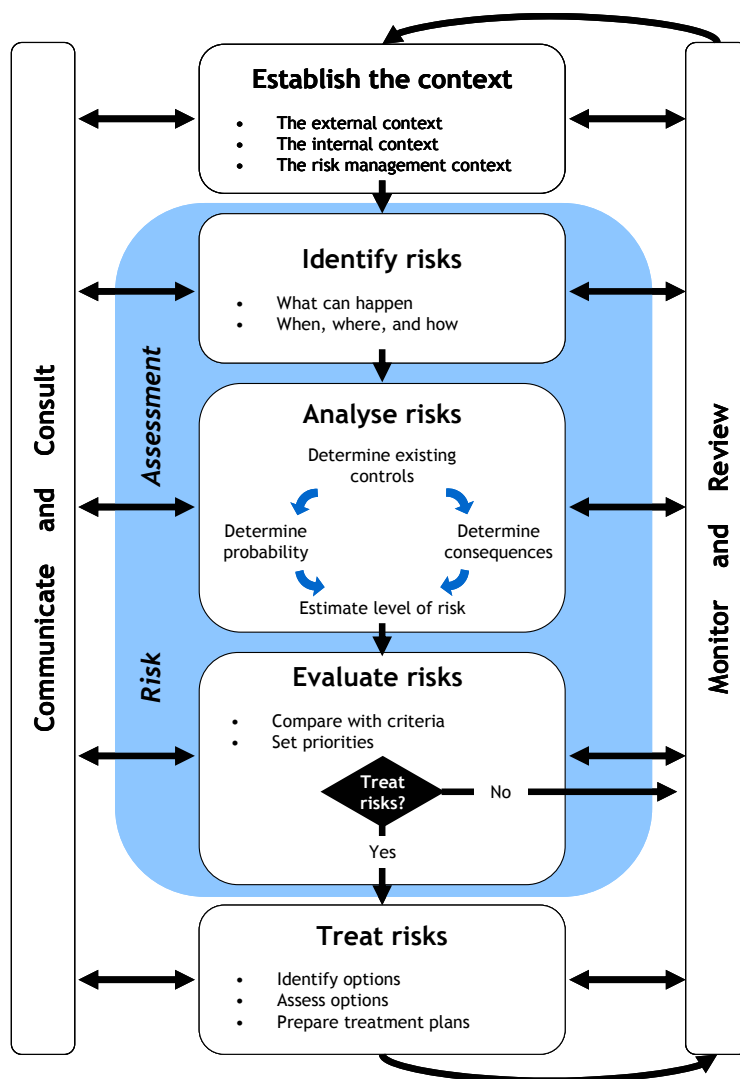 Establish the context
• The external context
• The internal context
• The risk management context
Identify risks
• What can happen
• When, where, and how
Analyse risks
Determine existing
controls
Determine
probability
Determine
consequences
Estimate level of risk
Evaluate risks
• Compare with criteria
• Set priorities
Treat
risks?
No
Yes
Treat risks
• Identify options
• Assess options
• Prepare treatment plans
Communicate and Consult
Risk Assessment
Monitor and Review